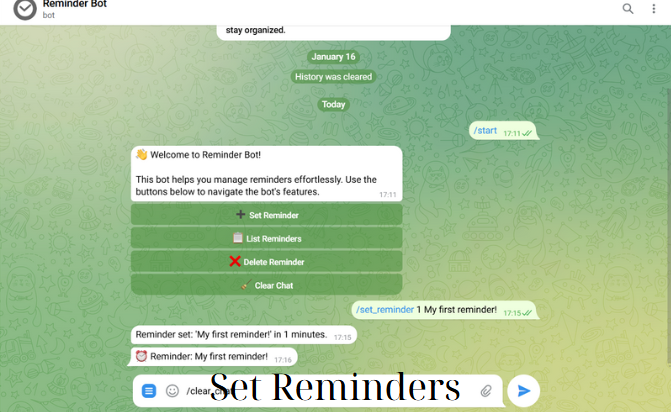 Reminder Bot
bot
stay organized.
January 16
History was cleared
Today
/start 17:11
👋 Welcome to Reminder Bot!
This bot helps you manage reminders effortlessly. Use the
buttons below to navigate the bot's features.
17:11
➕ Set Reminder
📋 List Reminders
❌ Delete Reminder
🧹 Clear Chat
/set_reminder 1 My first reminder! 17:15
Reminder set: 'My first reminder!' in 1 minutes. 17:15
⏰ Reminder: My first reminder! 17:16
/clear_cha
Set Reminders